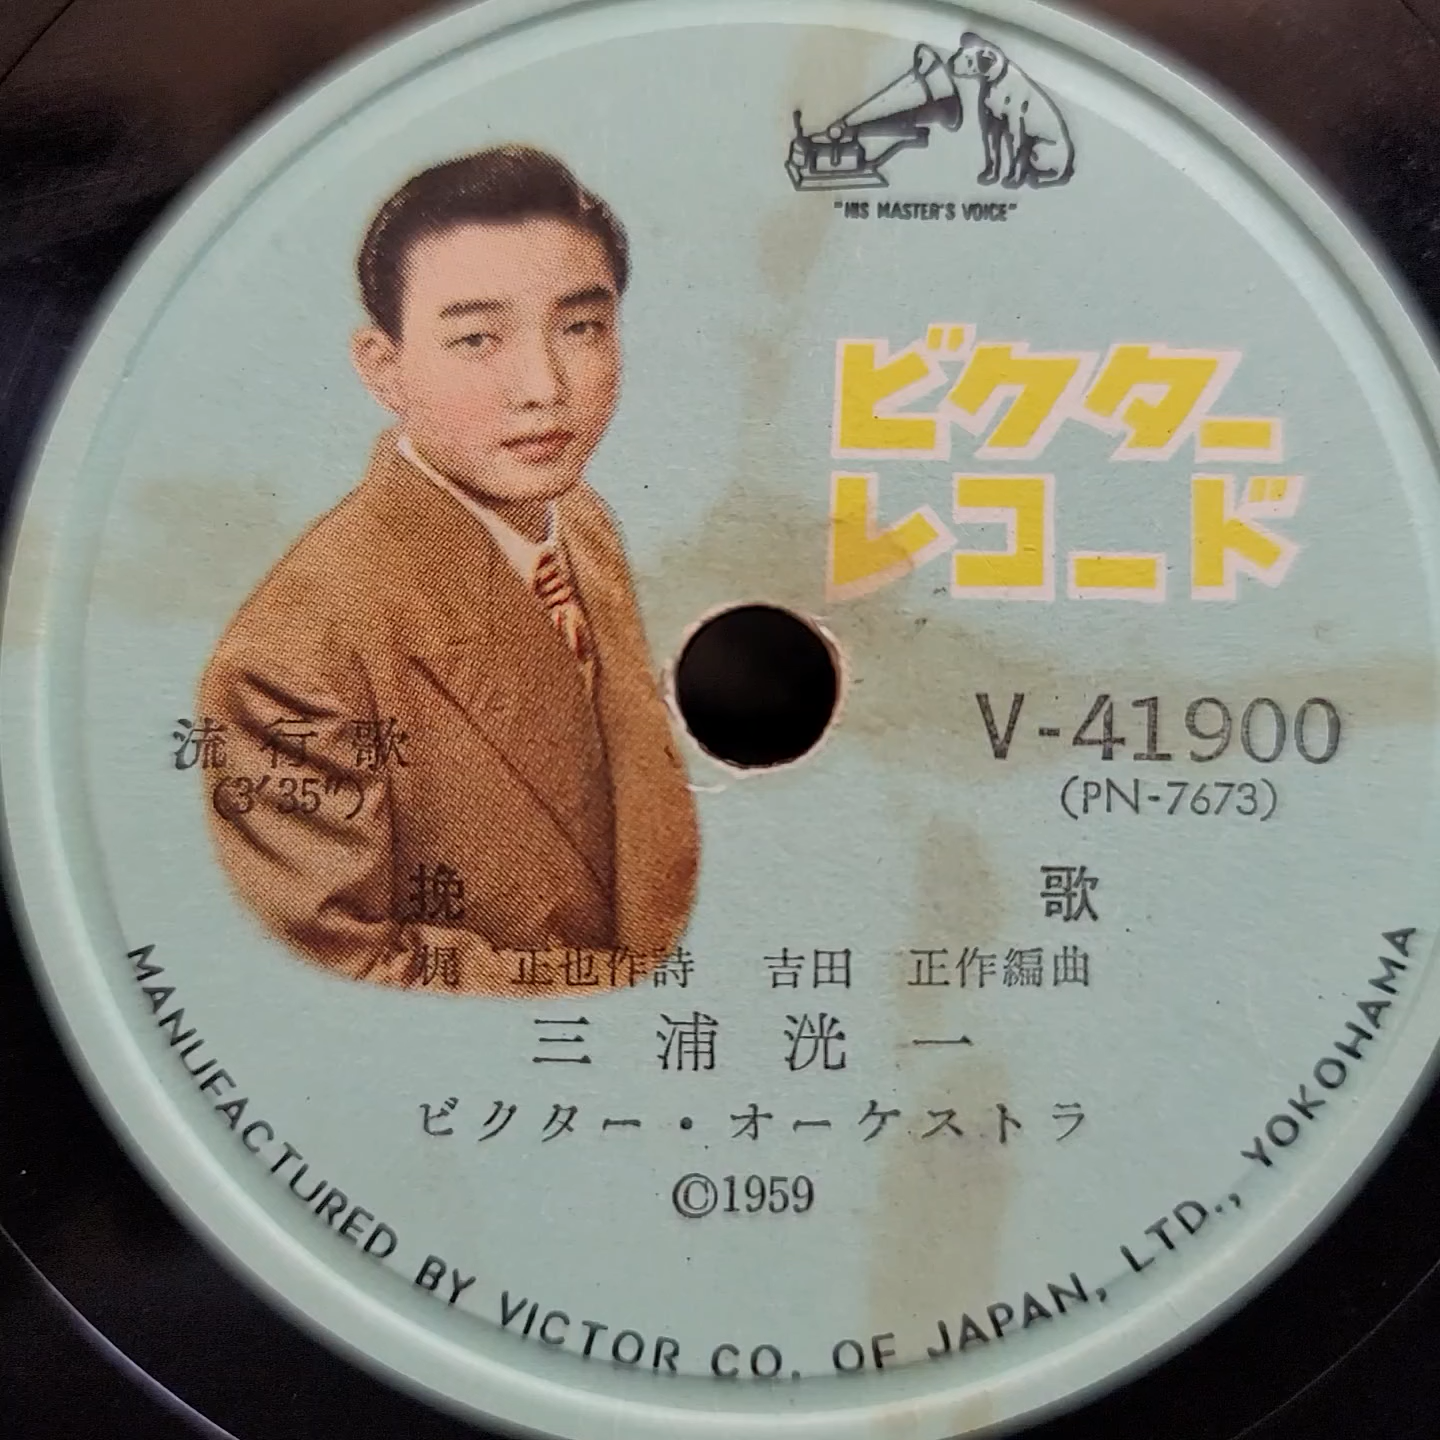 "HIS MASTER'S VOICE"
ビクター
レコード
流行歌
(3′35″)
V-41900
(PN-7673)
挽 歌
梶 正也作詩 吉田 正作編曲
三浦洸一
ビクター・オーケストラ
©1959
MANUFACTURED BY VICTOR CO. OF JAPAN, LTD., YOKOHAMA